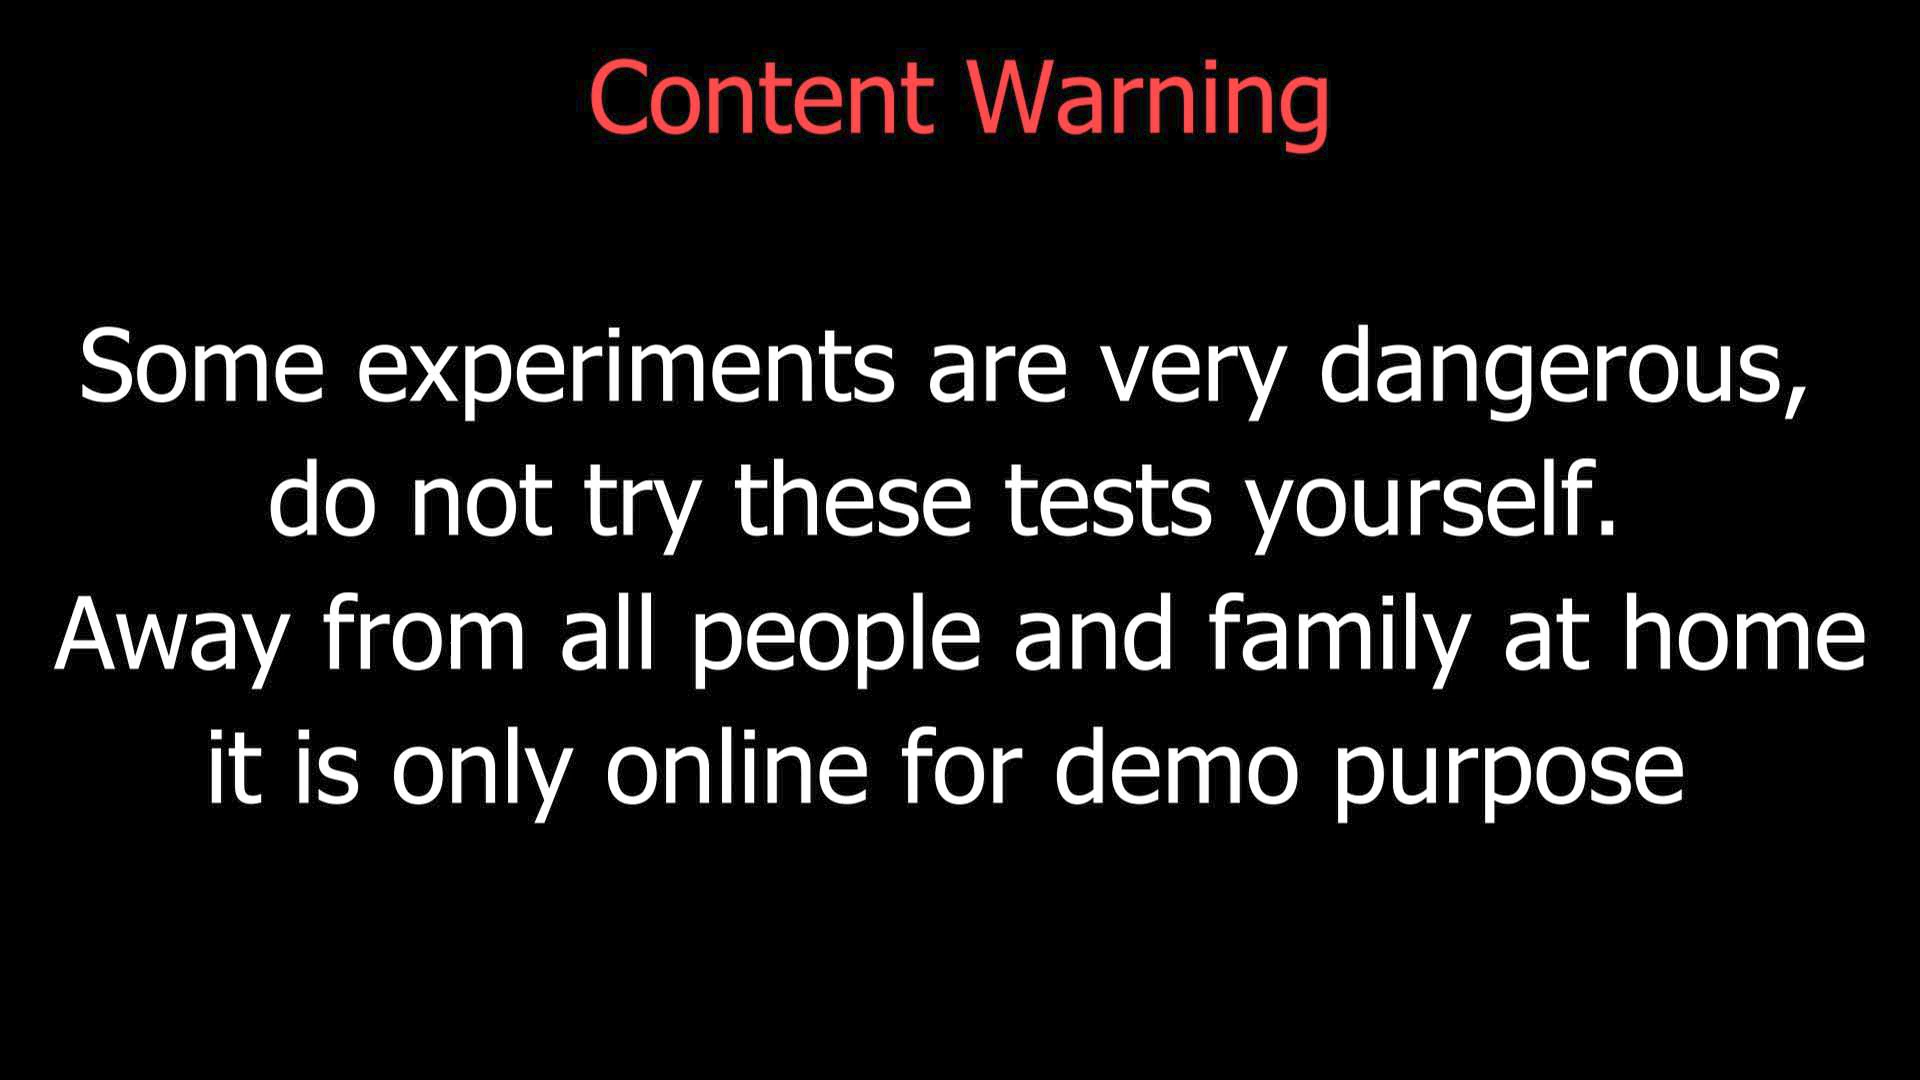 Content Warning
Some experiments are very dangerous,
do not try these tests yourself.
Away from all people and family at home
it is only online for demo purpose